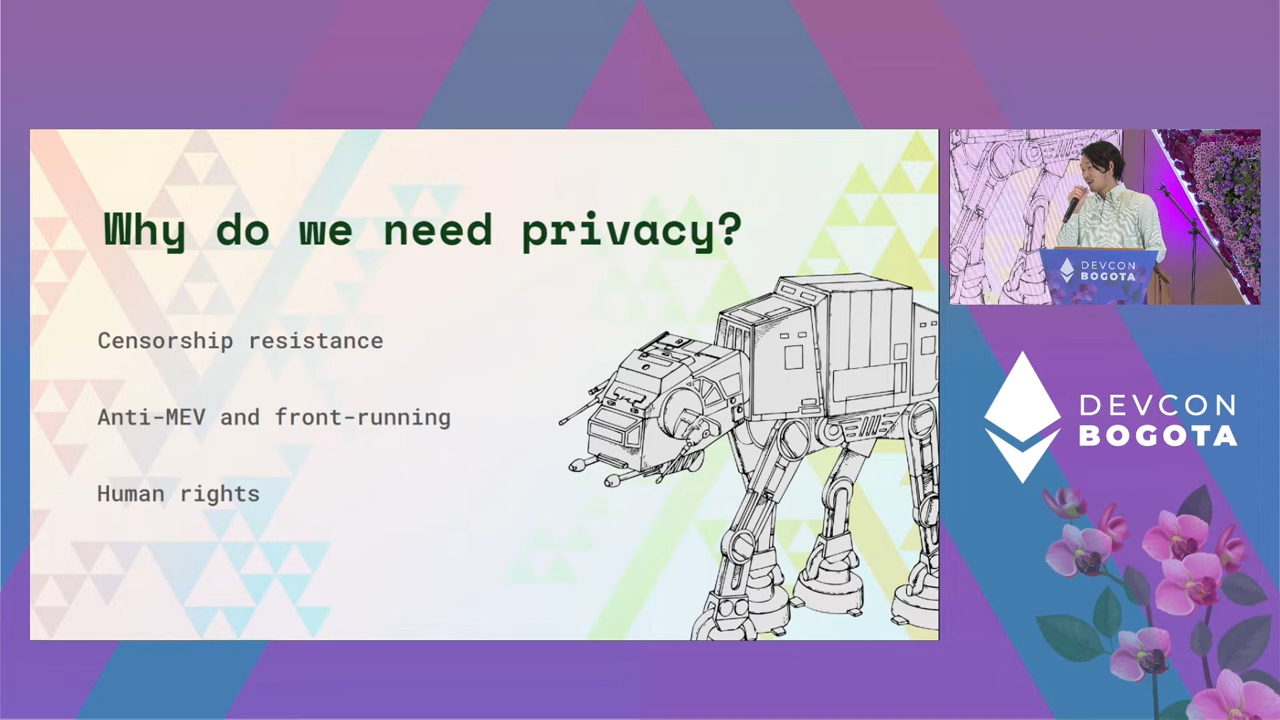 Why do we need privacy?
Censorship resistance
Anti-MEV and front-running
Human rights
DEVCON
BOGOTA
DEVCON
BOGOTA